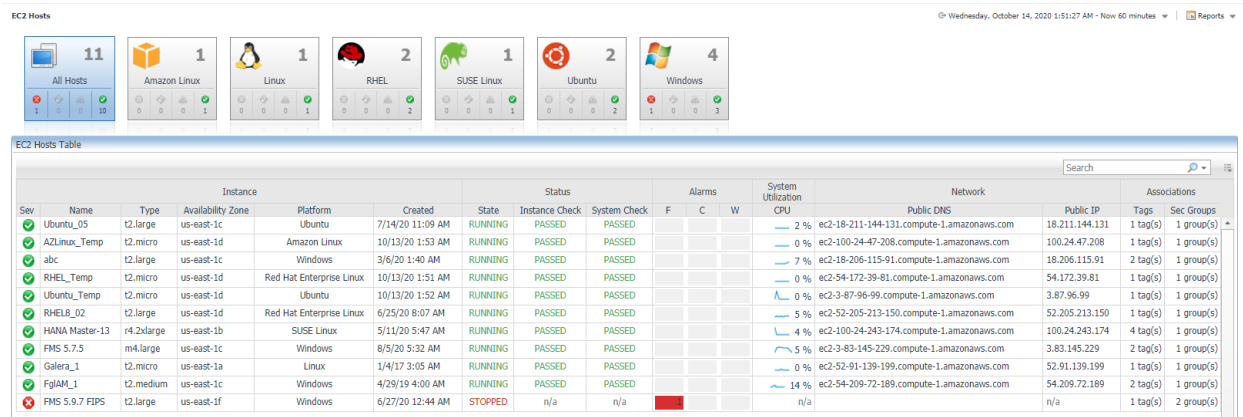 EC2 Hosts
Wednesday, October 14, 2020 1:51:27 AM - Now 60 minutes Reports
11 1 1 2 1 2 4
All Hosts Amazon Linux Linux RHEL SUSE Linux Ubuntu Windows
1 0 0 10 0 0 0 1 0 0 0 1 0 0 0 2 0 0 0 1 0 0 0 2 1 0 0 3
EC2 Hosts Table
Search
Instance Status Alarms System Utilization Network Associations
Sev Name Type Availability Zone Platform Created State Instance Check System Check F C W CPU Public DNS Public IP Tags Sec Groups
Ubuntu_05 t2.large us-east-1c Ubuntu 7/14/20 11:09 AM RUNNING PASSED PASSED 2 % ec2-18-211-144-131.compute-1.amazonaws.com 18.211.144.131 1 tag(s) 1 group(s)
AZLinux_Temp t2.micro us-east-1d Amazon Linux 10/13/20 1:53 AM RUNNING PASSED PASSED 0 % ec2-100-24-47-208.compute-1.amazonaws.com 100.24.47.208 1 tag(s) 1 group(s)
abc t2.large us-east-1c Windows 3/6/20 1:40 AM RUNNING PASSED PASSED 7 % ec2-18-206-115-91.compute-1.amazonaws.com 18.206.115.91 2 tag(s) 1 group(s)
RHEL_Temp t2.micro us-east-1d Red Hat Enterprise Linux 10/13/20 1:51 AM RUNNING PASSED PASSED 0 % ec2-54-172-39-81.compute-1.amazonaws.com 54.172.39.81 1 tag(s) 1 group(s)
Ubuntu_Temp t2.micro us-east-1d Ubuntu 10/13/20 1:52 AM RUNNING PASSED PASSED 0 % ec2-3-87-96-99.compute-1.amazonaws.com 3.87.96.99 1 tag(s) 1 group(s)
RHEL8_02 t2.large us-east-1d Red Hat Enterprise Linux 6/25/20 8:07 AM RUNNING PASSED PASSED 5 % ec2-52-205-213-150.compute-1.amazonaws.com 52.205.213.150 1 tag(s) 1 group(s)
HANA Master-13 r4.2xlarge us-east-1b SUSE Linux 5/11/20 5:47 AM RUNNING PASSED PASSED 4 % ec2-100-24-243-174.compute-1.amazonaws.com 100.24.243.174 4 tag(s) 1 group(s)
FMS 5.7.5 m4.large us-east-1c Windows 8/5/20 5:32 AM RUNNING PASSED PASSED 5 % ec2-3-83-145-229.compute-1.amazonaws.com 3.83.145.229 2 tag(s) 1 group(s)
Galera_1 t2.micro us-east-1a Linux 1/4/17 3:05 AM RUNNING PASSED PASSED 0 % ec2-52-91-139-199.compute-1.amazonaws.com 52.91.139.199 1 tag(s) 1 group(s)
FglAM_1 t2.medium us-east-1c Windows 4/29/19 4:00 AM RUNNING PASSED PASSED 14 % ec2-54-209-72-189.compute-1.amazonaws.com 54.209.72.189 2 tag(s) 1 group(s)
FMS 5.9.7 FIPS t2.large us-east-1f Windows 6/27/20 12:44 AM STOPPED n/a n/a 1 n/a n/a 1 tag(s) 2 group(s)